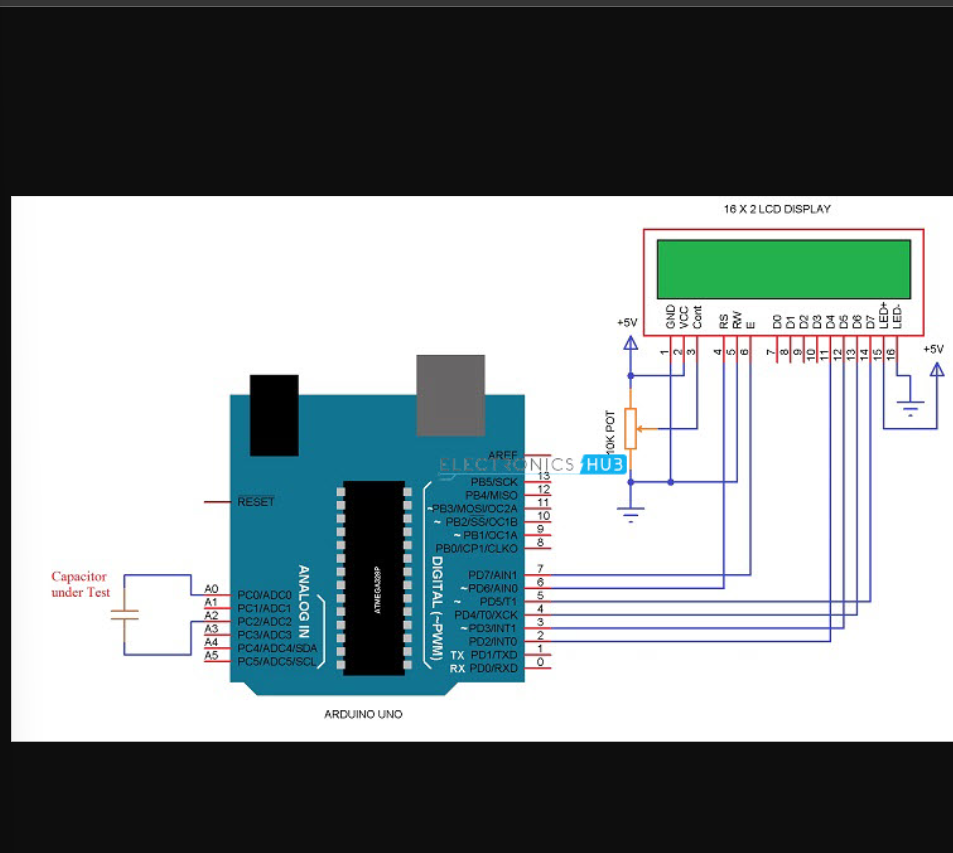 16 X 2 LCD DISPLAY
GND
VCC
Cont
RS
RW
E
D0
D1
D2
D3
D4
D5
D6
D7
LED+
LED-
1
2
3
4
5
6
7
8
9
10
11
12
13
14
15
16
+5V
+5V
10K POT
ELECTRONICS HUB
AREF
PB5/SCK 13
PB4/MISO 12
~PB3/MOSI/OC2A 11
~ PB2/SS/OC1B 10
~ PB1/OC1A 9
PB0/ICP1/CLKO 8
PD7/AIN1 7
~PD6/AIN0 6
~ PD5/T1 5
PD4/T0/XCK 4
~PD3/INT1 3
PD2/INT0 2
TX PD1/TXD 1
RX PD0/RXD 0
DIGITAL (~PWM)
ATMEGA328P
ANALOG IN
RESET
Capacitor
under Test
A0 PC0/ADC0
A1 PC1/ADC1
A2 PC2/ADC2
A3 PC3/ADC3
A4 PC4/ADC4/SDA
A5 PC5/ADC5/SCL
ARDUINO UNO